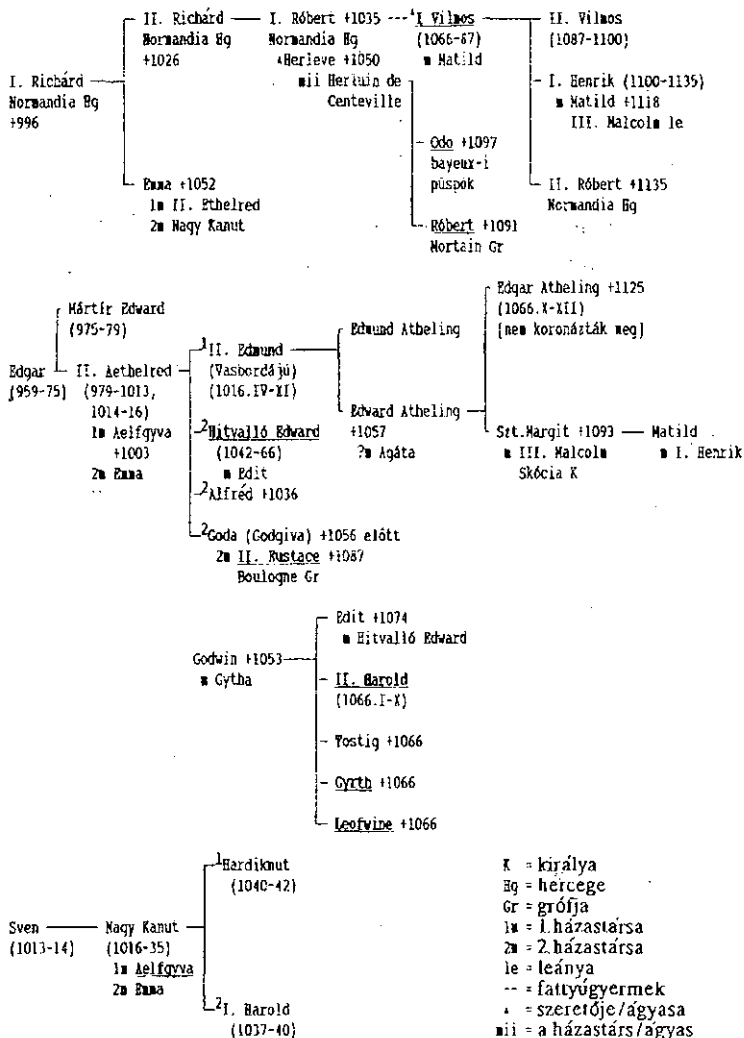 II. Richárd
Normandia Hg
+1026
I. Róbert +1035
Normandia Hg
▴Herleve +1050
■ii Herluin de
Centeville
1 I Vilmos
(1066-87)
■ Matild
II. Vilmos
(1087-1100)
I. Richárd
Normandia Hg
+996
I. Henrik (1100-1135)
■ Matild +1118
III. Malcolm le
Odo +1097
bayeux-i
püspök
Emma +1052
1■ II. Ethelred
2■ Nagy Kanut
II. Róbert +1135
Normandia Hg
Róbert +1091
Mortain Gr
Mártír Edward
(975-79)
Edgar
(959-75)
II. Aethelred
(979-1013,
1014-16)
1■ Aelfgyva
+1003
2■ Emma
1 II. Edmund
(Vasbordájú)
(1016.IV-XI)
2 Hitvalló Edward
(1042-66)
■ Edit
2 Alfréd +1036
2 Goda (Godgiva) +1056 előtt
2■ II. Eustace +1087
Boulogne Gr
Edmund Atheling
Edward Atheling
+1057
?■ Agáta
Edgar Atheling +1125
(1066.X-XII)
[nem koronázták meg]
Szt.Margit +1093
■ III. Malcolm
Skócia K
Matild
■ I. Henrik
Godwin +1053
■ Gytha
Edit +1074
■ Hitvalló Edward
II. Harold
(1066.I-X)
Tostig +1066
Gyrth +1066
Leofwine +1066
Sven
(1013-14)
Nagy Kanut
(1016-35)
1■ Aelfgyva
2■ Emma
1 Hardiknut
(1040-42)
2 I. Harold
(1037-40)
K = királya
Hg = hercege
Gr = grófja
1■ = 1. házastársa
2■ = 2. házastársa
le = leánya
-- = fattyúgyermek
▴ = szeretője/ágyasa
■ii = a házastárs/ágyas